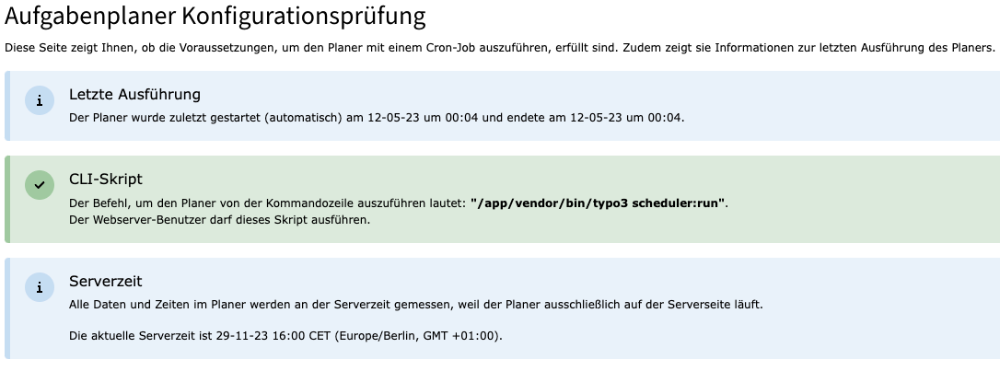 Aufgabenplaner Konfigurationsprüfung
Diese Seite zeigt Ihnen, ob die Voraussetzungen, um den Planer mit einem Cron-Job auszuführen, erfüllt sind. Zudem zeigt sie Informationen zur letzten Ausführung des Planers.
Letzte Ausführung
Der Planer wurde zuletzt gestartet (automatisch) am 12-05-23 um 00:04 und endete am 12-05-23 um 00:04.
CLI-Skript
Der Befehl, um den Planer von der Kommandozeile auszuführen lautet: "/app/vendor/bin/typo3 scheduler:run".
Der Webserver-Benutzer darf dieses Skript ausführen.
Serverzeit
Alle Daten und Zeiten im Planer werden an der Serverzeit gemessen, weil der Planer ausschließlich auf der Serverseite läuft.
Die aktuelle Serverzeit ist 29-11-23 16:00 CET (Europe/Berlin, GMT +01:00).